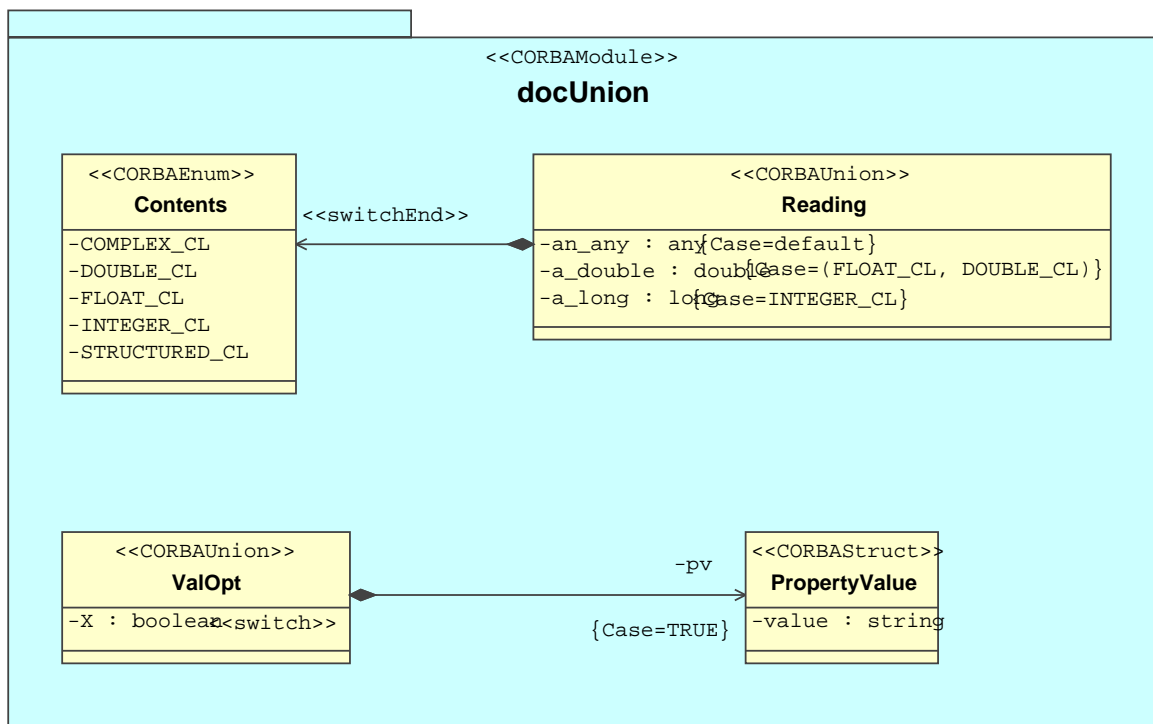 <<CORBAModule>>
docUnion
<<CORBAEnum>>
Contents
-COMPLEX_CL
-DOUBLE_CL
-FLOAT_CL
-INTEGER_CL
-STRUCTURED_CL
<<switchEnd>>
<<CORBAUnion>>
Reading
-an_any : any{Case=default}
-a_double : double{Case=(FLOAT_CL, DOUBLE_CL)}
-a_long : long{Case=INTEGER_CL}
<<CORBAUnion>>
ValOpt
-X : boolean<<switch>>
-pv
{Case=TRUE}
<<CORBAStruct>>
PropertyValue
-value : string